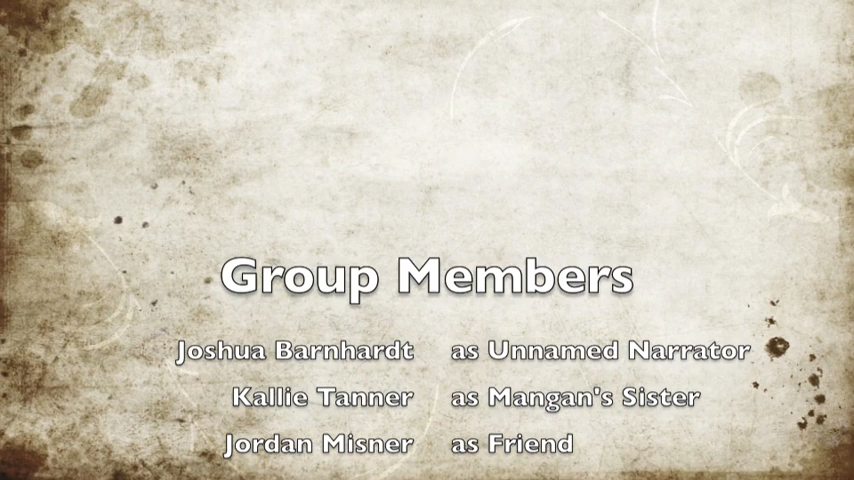 Group Members
Joshua Barnhardt as Unnamed Narrator
Kallie Tanner as Mangan's Sister
Jordan Misner as Friend